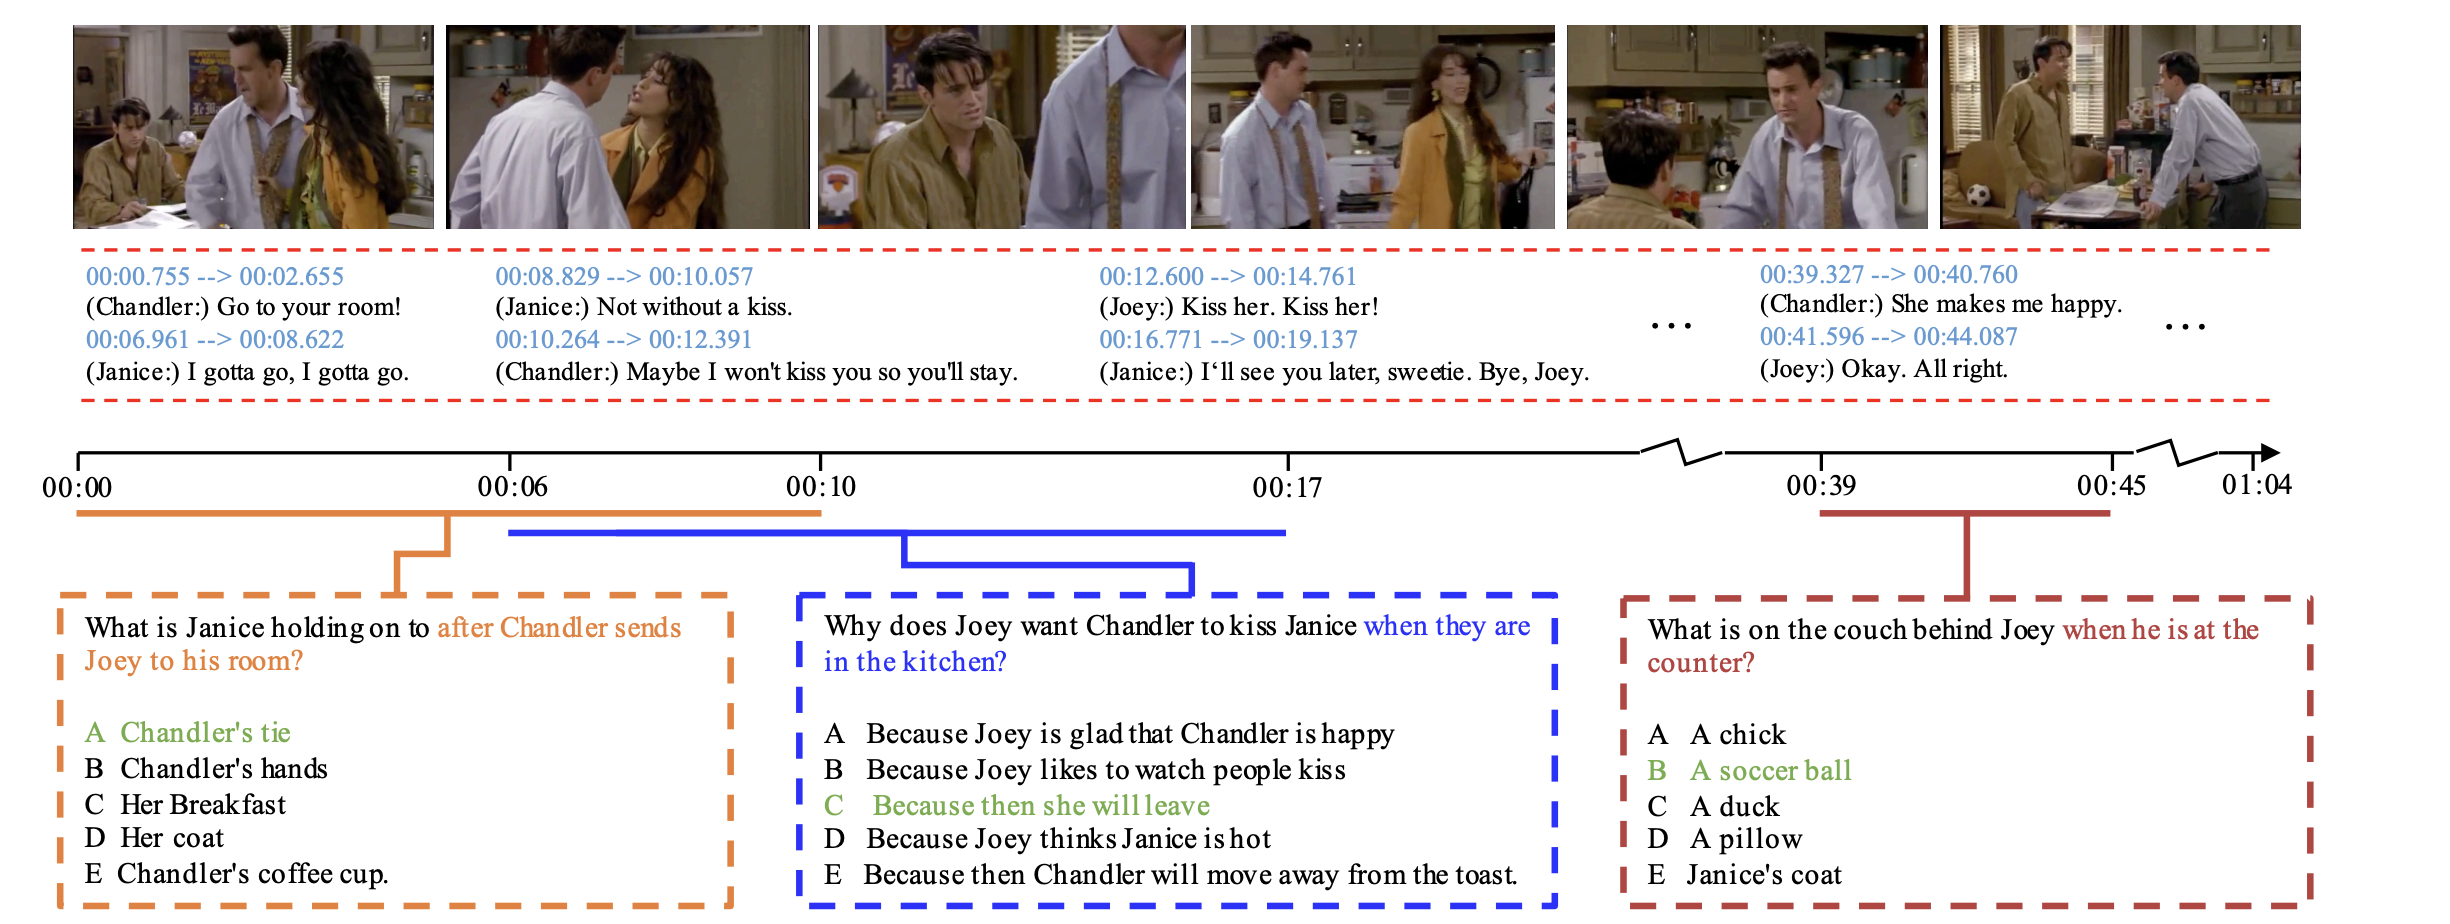 00:00.755 --> 00:02.655
(Chandler:) Go to your room!
00:06.961 --> 00:08.622
(Janice:) I gotta go, I gotta go.
00:08.829 --> 00:10.057
(Janice:) Not without a kiss.
00:10.264 --> 00:12.391
(Chandler:) Maybe I won't kiss you so you'll stay.
00:12.600 --> 00:14.761
(Joey:) Kiss her. Kiss her!
00:16.771 --> 00:19.137
(Janice:) I‘ll see you later, sweetie. Bye, Joey.
...
00:39.327 --> 00:40.760
(Chandler:) She makes me happy.
00:41.596 --> 00:44.087
(Joey:) Okay. All right.
...
00:00
00:06
00:10
00:17
00:39
00:45
01:04
What is Janice holding on to after Chandler sends
Joey to his room?
A Chandler's tie
B Chandler's hands
C Her Breakfast
D Her coat
E Chandler's coffee cup.
Why does Joey want Chandler to kiss Janice when they are
in the kitchen?
A Because Joey is glad that Chandler is happy
B Because Joey likes to watch people kiss
C Because then she will leave
D Because Joey thinks Janice is hot
E Because then Chandler will move away from the toast.
What is on the couch behind Joey when he is at the
counter?
A A chick
B A soccer ball
C A duck
D A pillow
E Janice's coat